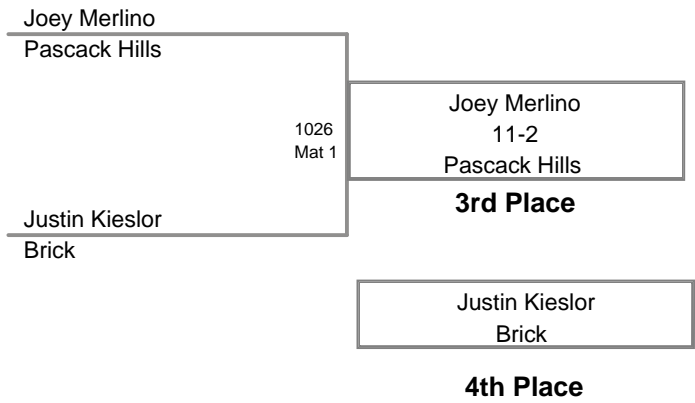 Joey Merlino
Pascack Hills
1026
Mat 1
Joey Merlino
11-2
Pascack Hills
3rd Place
Justin Kieslor
Brick
Justin Kieslor
Brick
4th Place